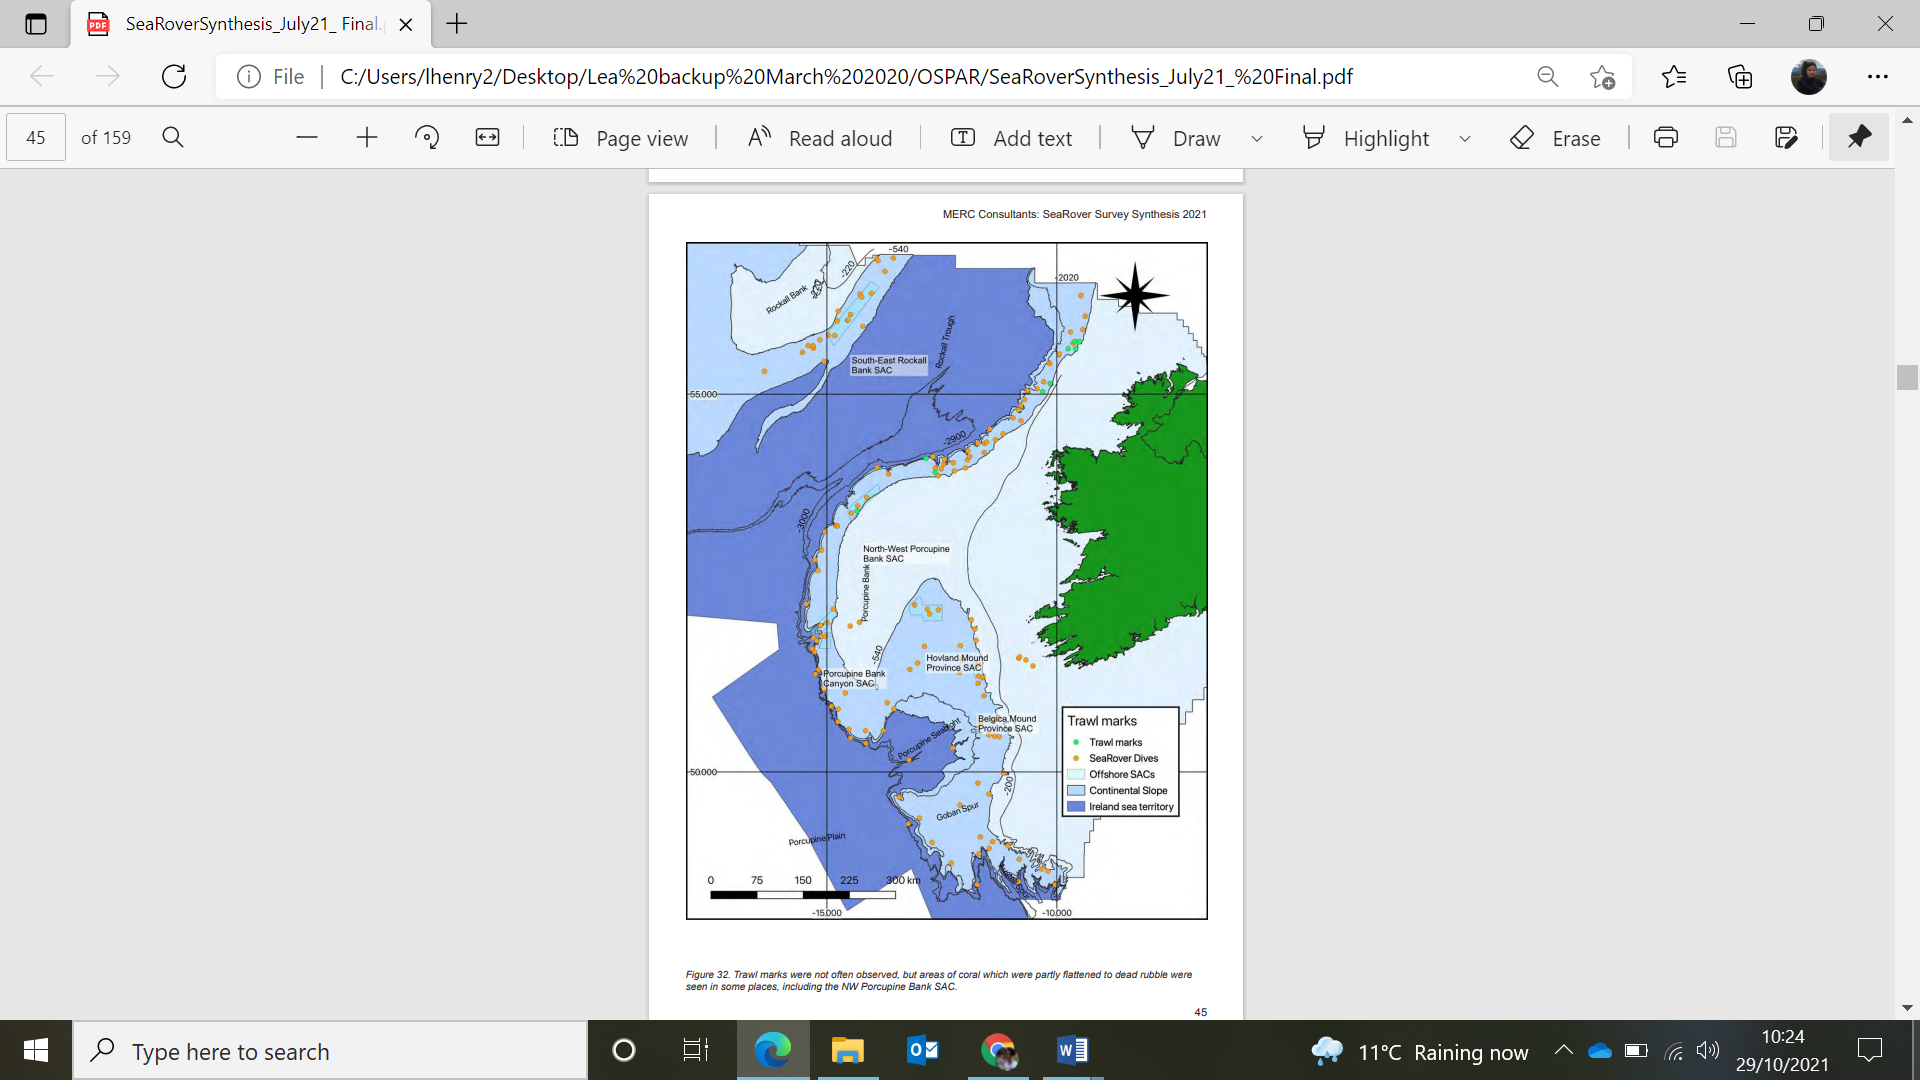 SeaRoverSynthesis_July21_ Final.
File
C:/Users/lhenry2/Desktop/Lea%20backup%20March%202020/OSPAR/SeaRoverSynthesis_July21_%20Final.pdf
45 of 159
Page view
Read aloud
Add text
Draw
Highlight
Erase
MERC Consultants: SeaRover Survey Synthesis 2021
-540
-220
-2020
Rockall Bank
Rockall Trough
South-East Rockall
Bank SAC
55.000
-2900
-3000
North-West Porcupine
Bank SAC
Porcupine Bank
-540
Hovland Mound
Province SAC
Porcupine Bank
Canyon SAC
Belgica Mound
Province SAC
Porcupine Seabight
50.000
-200
Goban Spur
Porcupine Plain
Trawl marks
Trawl marks
SeaRover Dives
Offshore SACs
Continental Slope
Ireland sea territory
0 75 150 225 300 km
-15.000
-10.000
Figure 32. Trawl marks were not often observed, but areas of coral which were partly flattened to dead rubble were
seen in some places, including the NW Porcupine Bank SAC.
45
Type here to search
11°C Raining now
10:24
29/10/2021